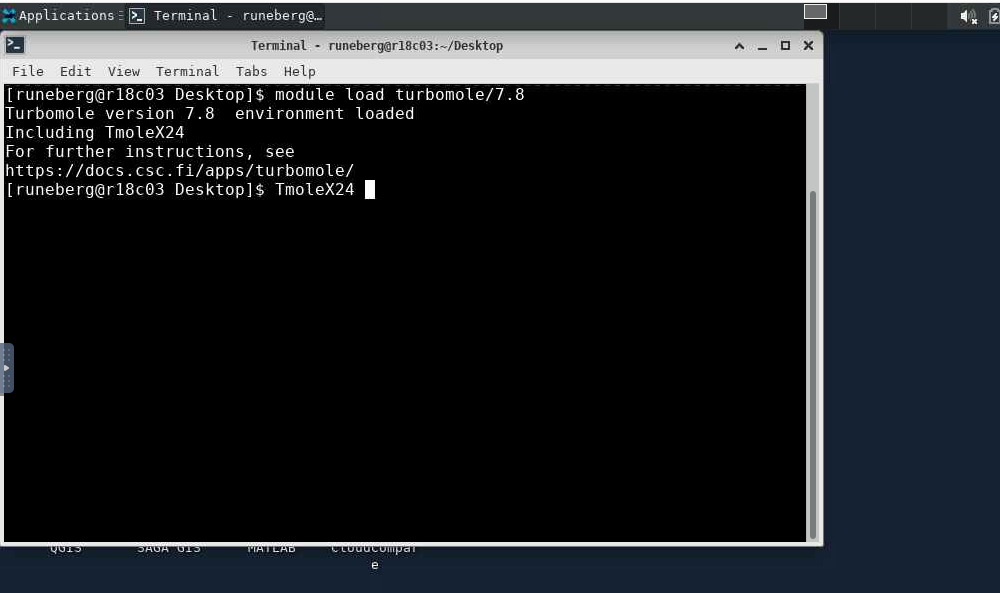 Applications
Terminal - runeberg@…
Terminal - runeberg@r18c03:~/Desktop
File Edit View Terminal Tabs Help
[runeberg@r18c03 Desktop]$ module load turbomole/7.8
Turbomole version 7.8  environment loaded
Including TmoleX24
For further instructions, see
https://docs.csc.fi/apps/turbomole/
[runeberg@r18c03 Desktop]$ TmoleX24
QGIS SAGA GIS MATLAB CloudCompar
e